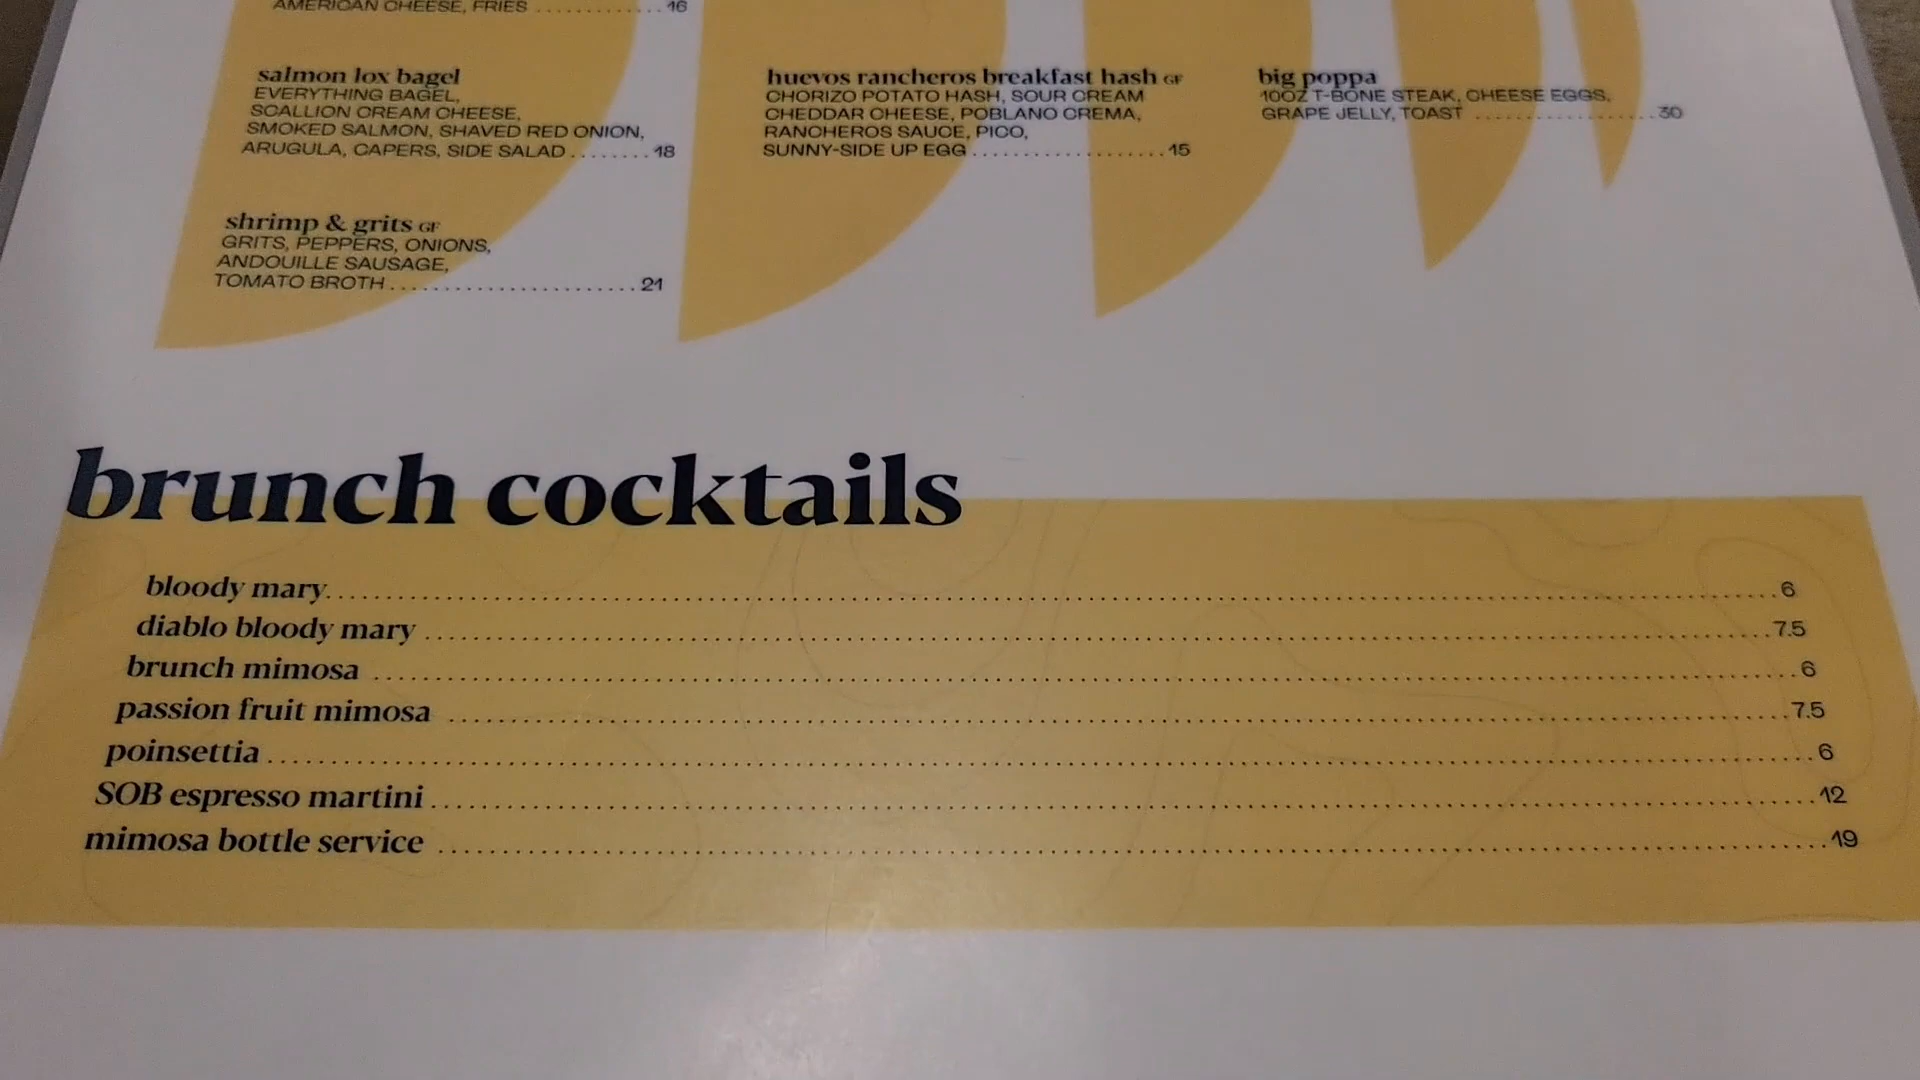 AMERICAN CHEESE, FRIES ............ 16
salmon lox bagel
EVERYTHING BAGEL,
SCALLION CREAM CHEESE,
SMOKED SALMON, SHAVED RED ONION,
ARUGULA, CAPERS, SIDE SALAD ........ 18
shrimp & grits GF
GRITS, PEPPERS, ONIONS,
ANDOUILLE SAUSAGE,
TOMATO BROTH ........................ 21
huevos rancheros breakfast hash GF
CHORIZO POTATO HASH, SOUR CREAM
CHEDDAR CHEESE, POBLANO CREMA,
RANCHEROS SAUCE, PICO,
SUNNY-SIDE UP EGG .................... 15
big poppa
10OZ T-BONE STEAK, CHEESE EGGS,
GRAPE JELLY, TOAST .................. 30
brunch cocktails
bloody mary ........................ 6
diablo bloody mary ........................ 7.5
brunch mimosa ........................ 6
passion fruit mimosa ........................ 7.5
poinsettia ........................ 6
SOB espresso martini ........................ 12
mimosa bottle service ........................ 19